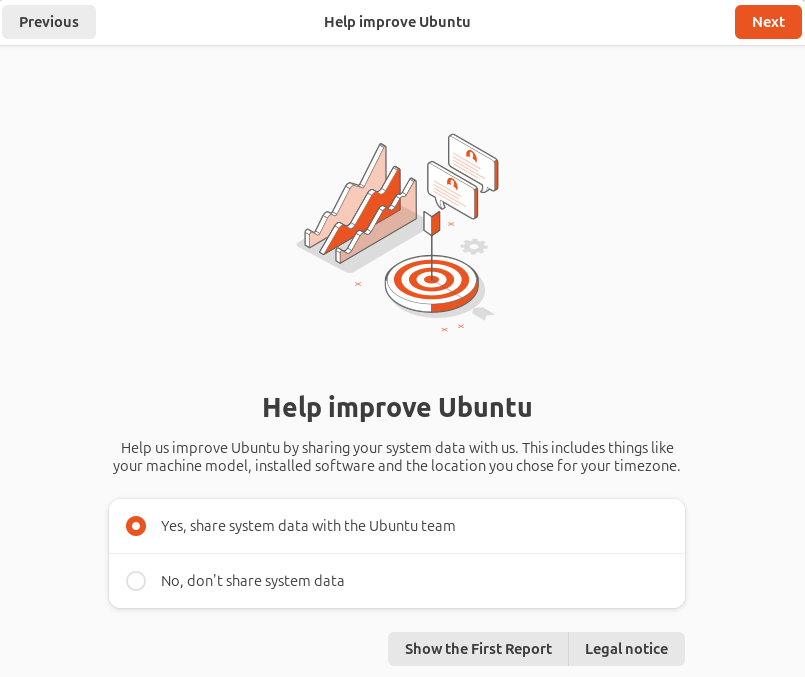 Previous
Help improve Ubuntu
Next
Help improve Ubuntu
Help us improve Ubuntu by sharing your system data with us. This includes things like
your machine model, installed software and the location you chose for your timezone.
Yes, share system data with the Ubuntu team
No, don't share system data
Show the First Report
Legal notice